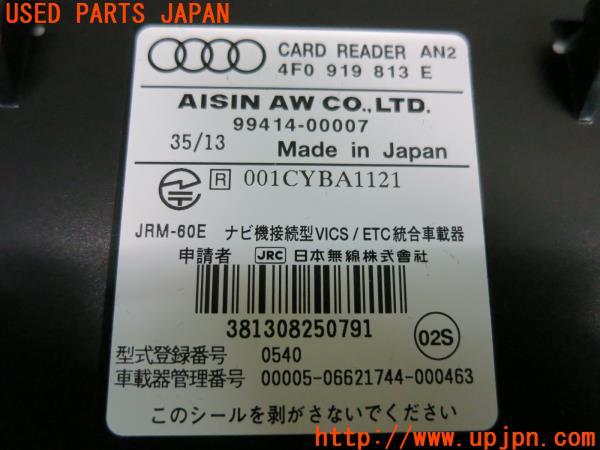 USED PARTS JAPAN
CARD READER AN2
4F0 919 813 E
AISIN AW CO.,LTD.
99414-00007
35/13 Made in Japan
R 001CYBA1121
JRM-60E ナビ機接続型VICS/ETC統合車載器
申請者 JRC 日本無線株式会社
381308250791
02S
型式登録番号 0540
車載器管理番号 00005-06621744-000463
このシールを剥がさないでください
http://www.upjpn.com/